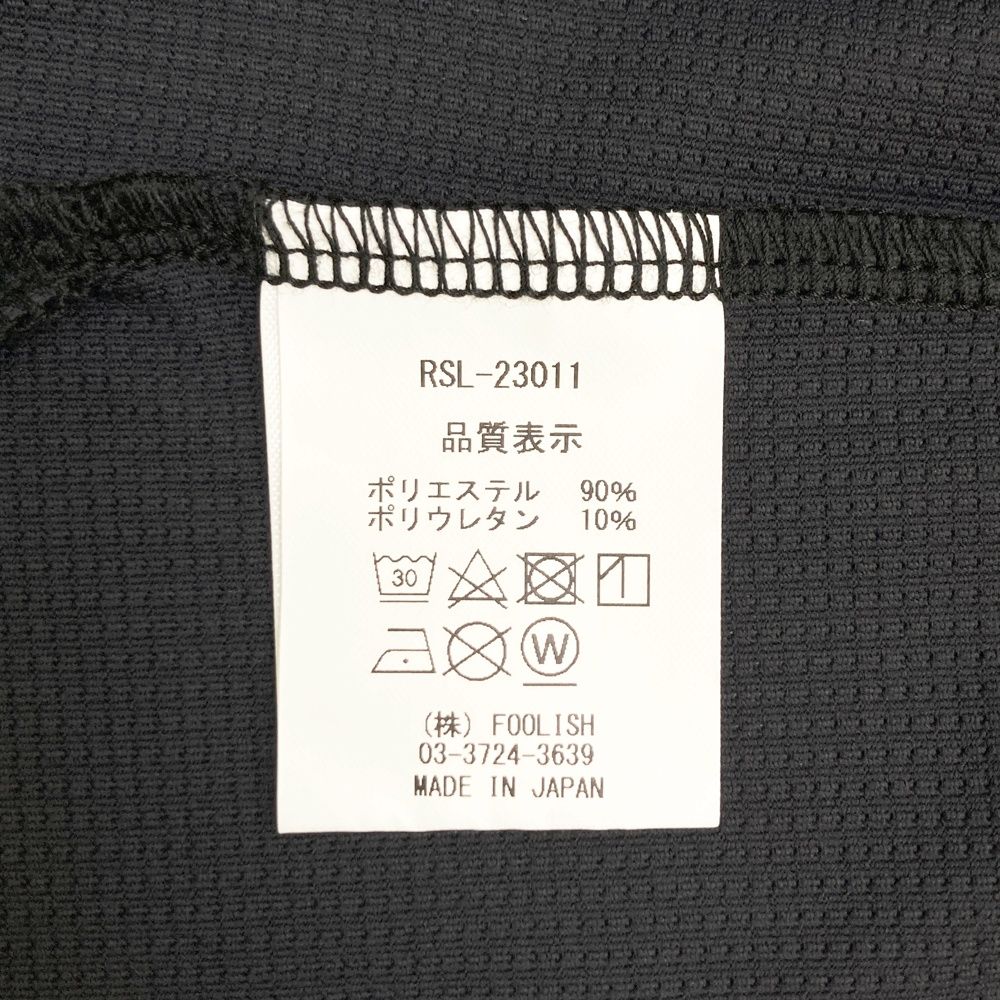 RSL-23011
品質表示
ポリエステル 90%
ポリウレタン 10%
30
W
(株) FOOLISH
03-3724-3639
MADE IN JAPAN